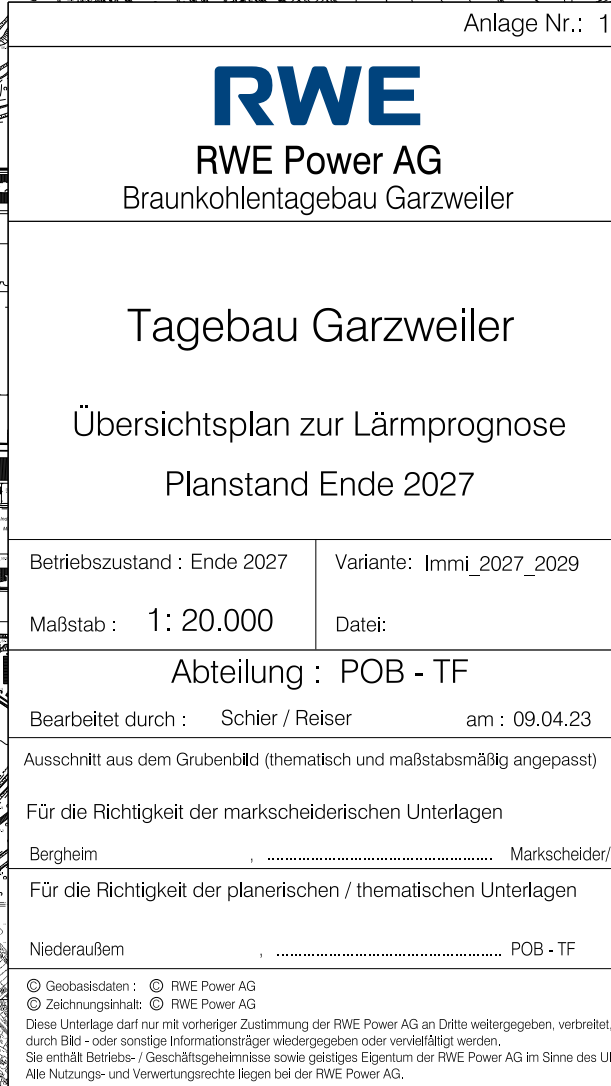 Anlage Nr.: 1
RWE
RWE Power AG
Braunkohlentagebau Garzweiler
Tagebau Garzweiler
Übersichtsplan zur Lärmprognose
Planstand Ende 2027
Betriebszustand : Ende 2027
Variante: Immi_2027_2029
Maßstab : 1: 20.000
Datei:
Abteilung : POB - TF
Bearbeitet durch : Schier / Reiser am : 09.04.23
Ausschnitt aus dem Grubenbild (thematisch und maßstabsmäßig angepasst)
Für die Richtigkeit der markscheiderischen Unterlagen
Bergheim , .................................................. Markscheider/
Für die Richtigkeit der planerischen / thematischen Unterlagen
Niederaußem , .................................................. POB - TF
© Geobasisdaten : © RWE Power AG
© Zeichnungsinhalt: © RWE Power AG
Diese Unterlage darf nur mit vorheriger Zustimmung der RWE Power AG an Dritte weitergegeben, verbreitet,
durch Bild - oder sonstige Informationsträger wiedergegeben oder vervielfältigt werden.
Sie enthält Betriebs- / Geschäftsgeheimnisse sowie geistiges Eigentum der RWE Power AG im Sinne des
Alle Nutzungs- und Verwertungsrechte liegen bei der RWE Power AG.